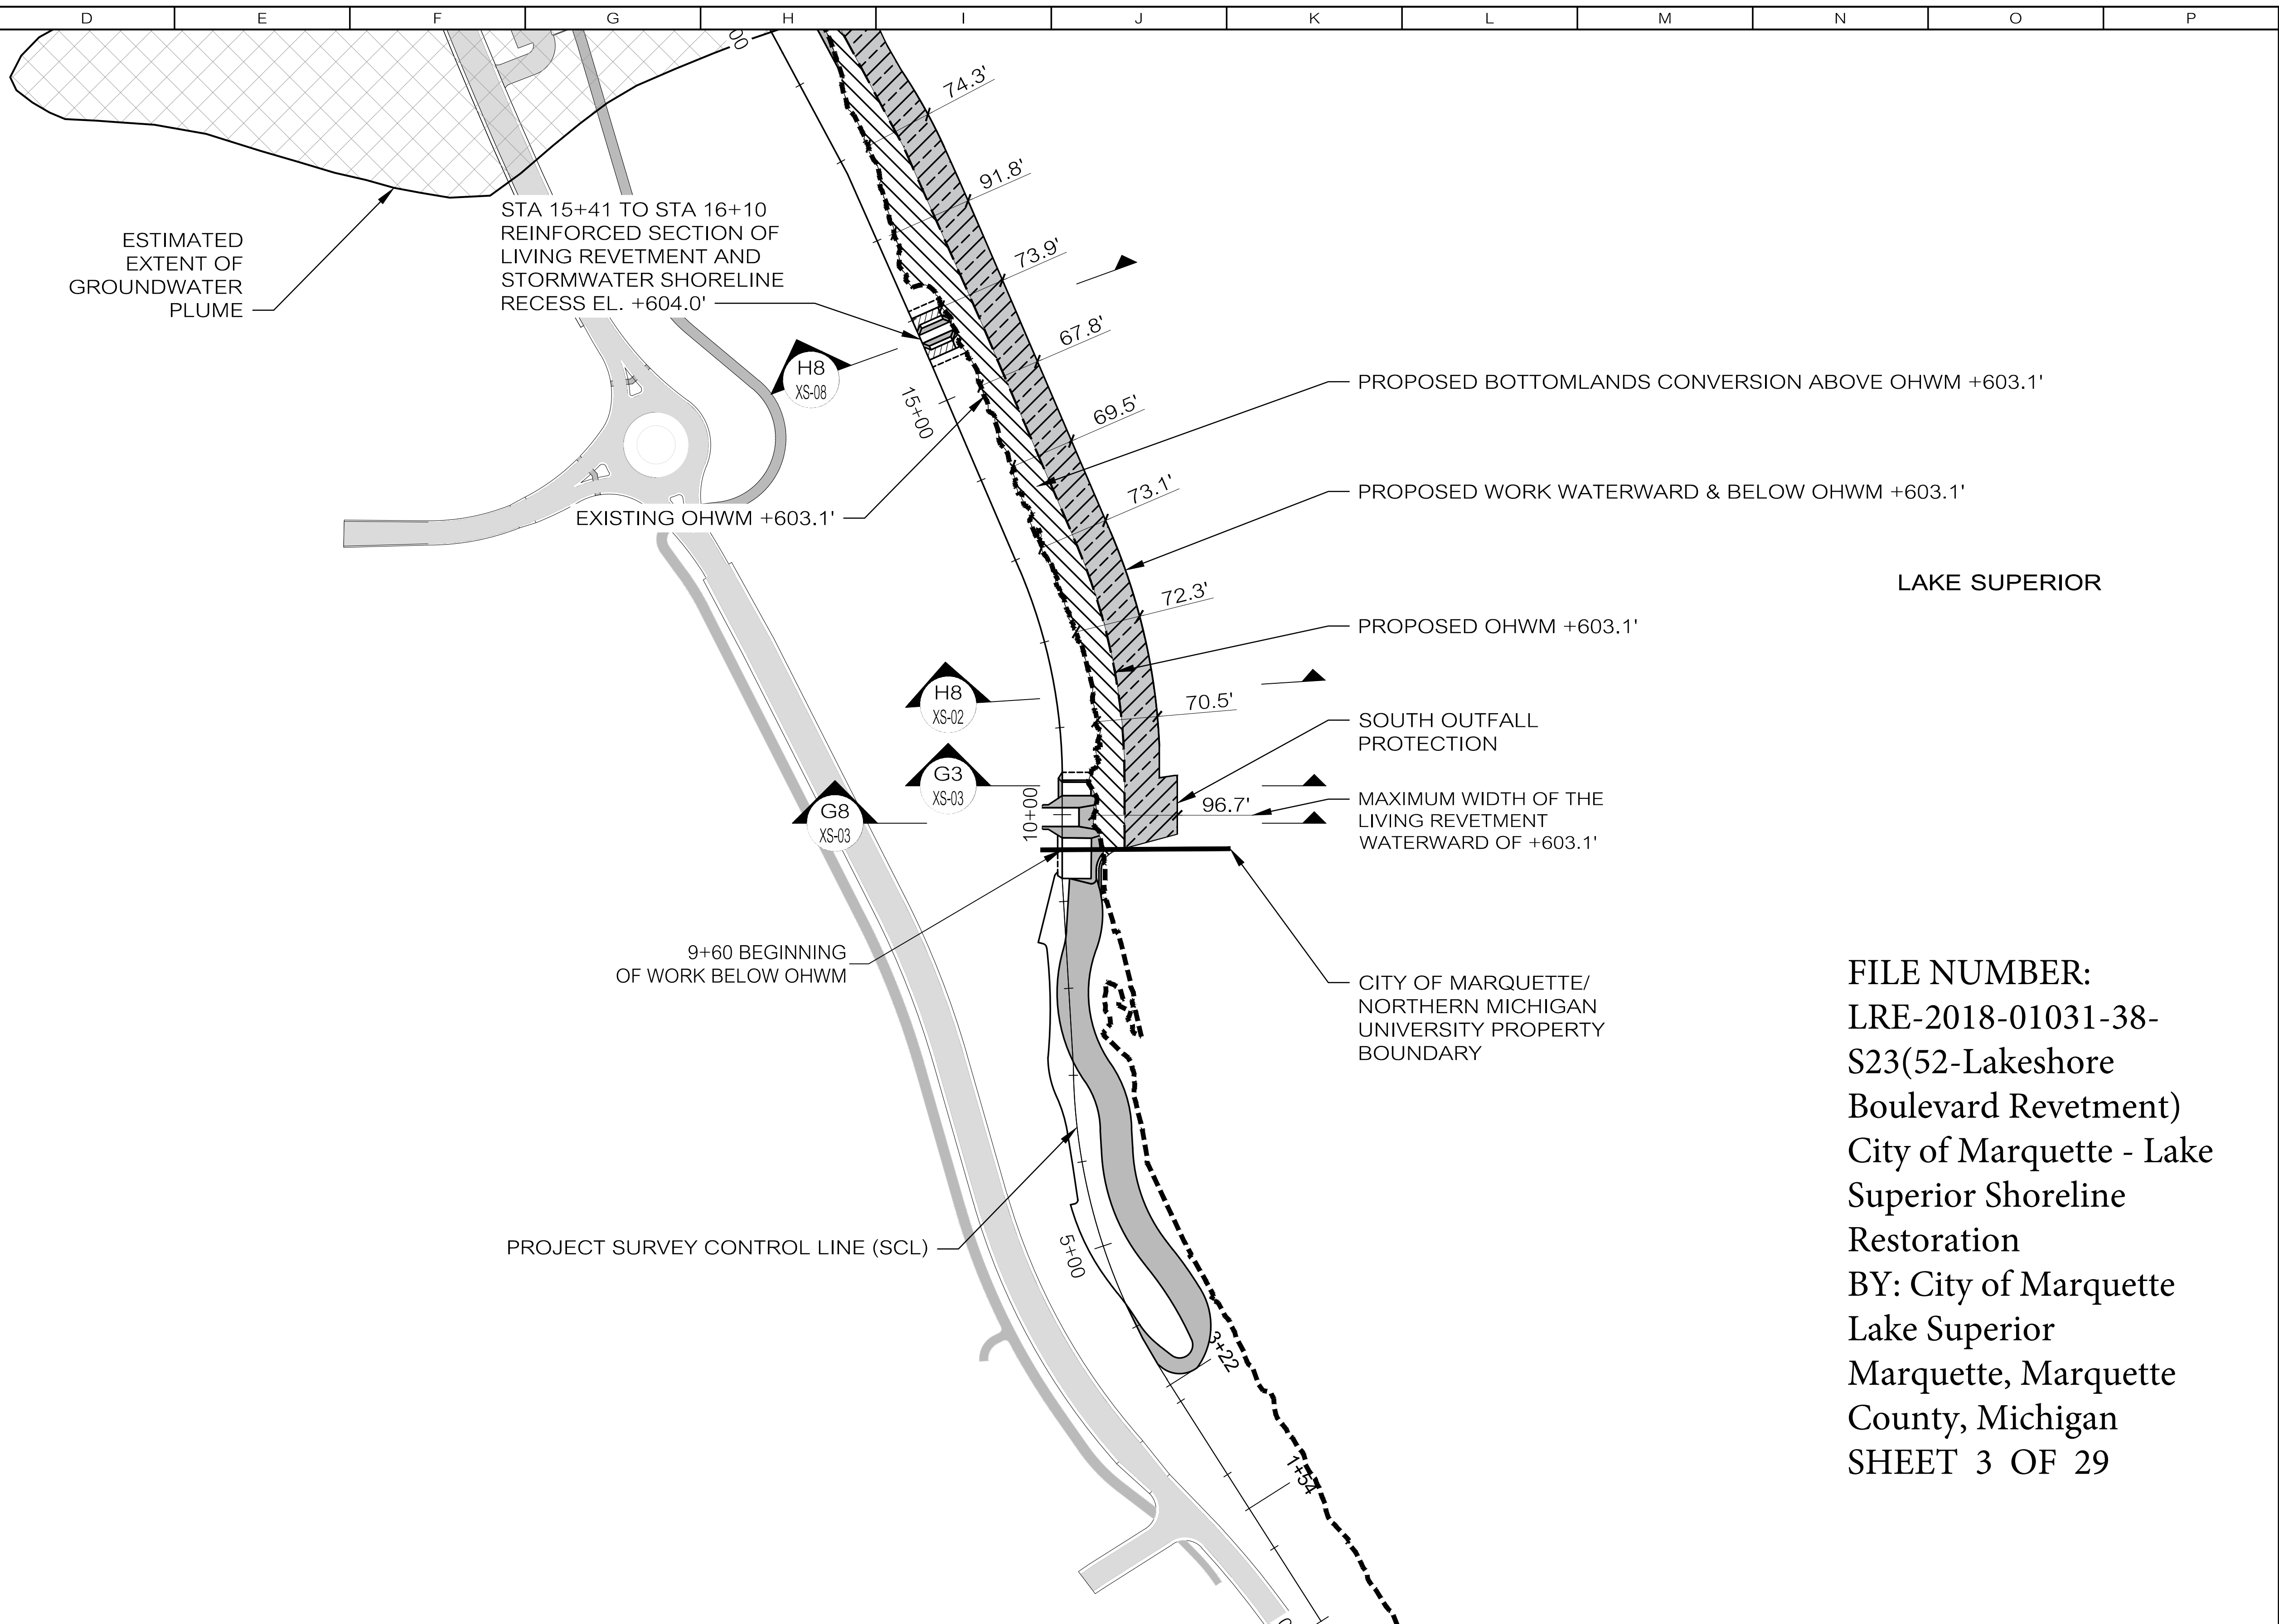 D E F G H I J K L M N O P
00
74.3'
91.8'
73.9'
67.8'
69.5'
73.1'
72.3'
70.5'
96.7'
ESTIMATED
EXTENT OF
GROUNDWATER
PLUME
STA 15+41 TO STA 16+10
REINFORCED SECTION OF
LIVING REVETMENT AND
STORMWATER SHORELINE
RECESS EL. +604.0'
H8
XS-08
15+00
EXISTING OHWM +603.1'
PROPOSED BOTTOMLANDS CONVERSION ABOVE OHWM +603.1'
PROPOSED WORK WATERWARD & BELOW OHWM +603.1'
LAKE SUPERIOR
PROPOSED OHWM +603.1'
H8
XS-02
SOUTH OUTFALL
PROTECTION
G3
XS-03
G8
XS-03
10+00
MAXIMUM WIDTH OF THE
LIVING REVETMENT
WATERWARD OF +603.1'
9+60 BEGINNING
OF WORK BELOW OHWM
CITY OF MARQUETTE/
NORTHERN MICHIGAN
UNIVERSITY PROPERTY
BOUNDARY
PROJECT SURVEY CONTROL LINE (SCL)
5+00
3+22
1+54
FILE NUMBER:
LRE-2018-01031-38-
S23(52-Lakeshore
Boulevard Revetment)
City of Marquette - Lake
Superior Shoreline
Restoration
BY: City of Marquette
Lake Superior
Marquette, Marquette
County, Michigan
SHEET 3 OF 29